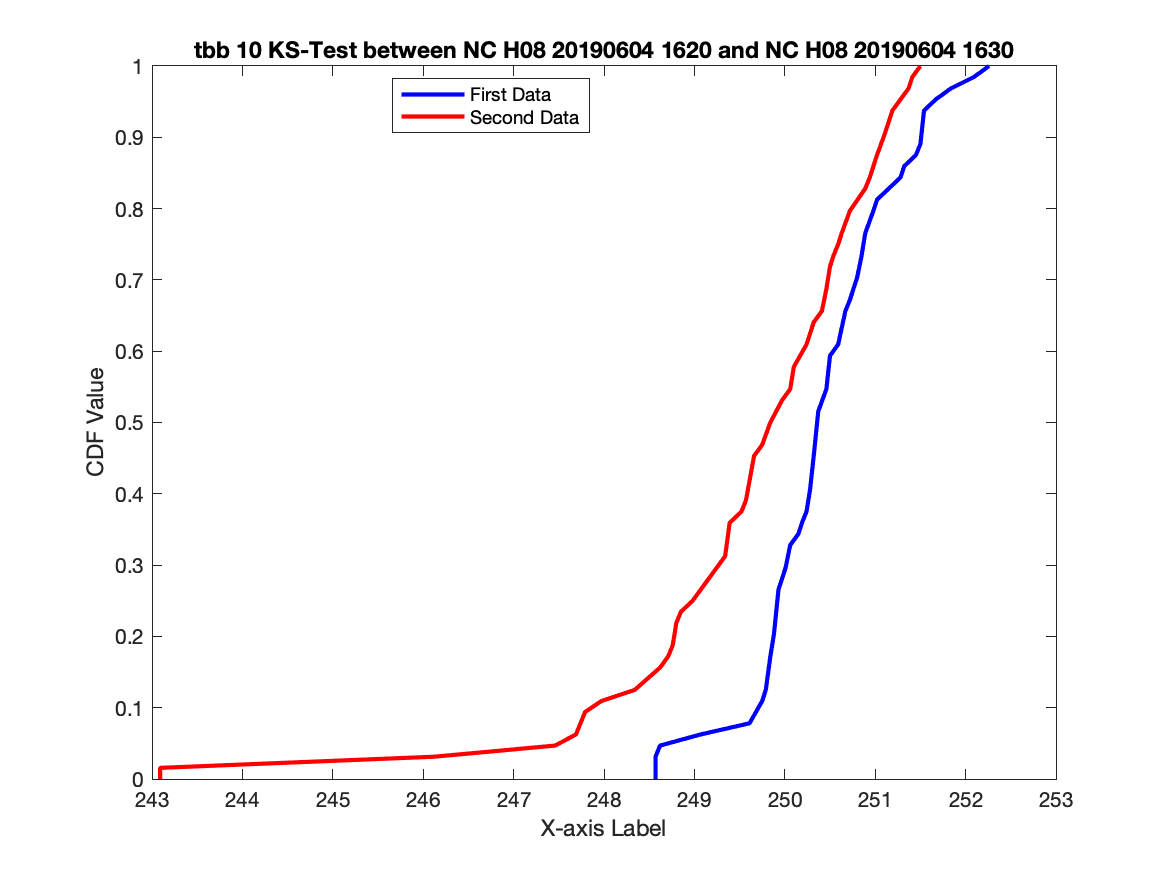 tbb 10 KS-Test between NC H08 20190604 1620 and NC H08 20190604 1630
First Data
Second Data
CDF Value
1
0.9
0.8
0.7
0.6
0.5
0.4
0.3
0.2
0.1
0
243 244 245 246 247 248 249 250 251 252 253
X-axis Label